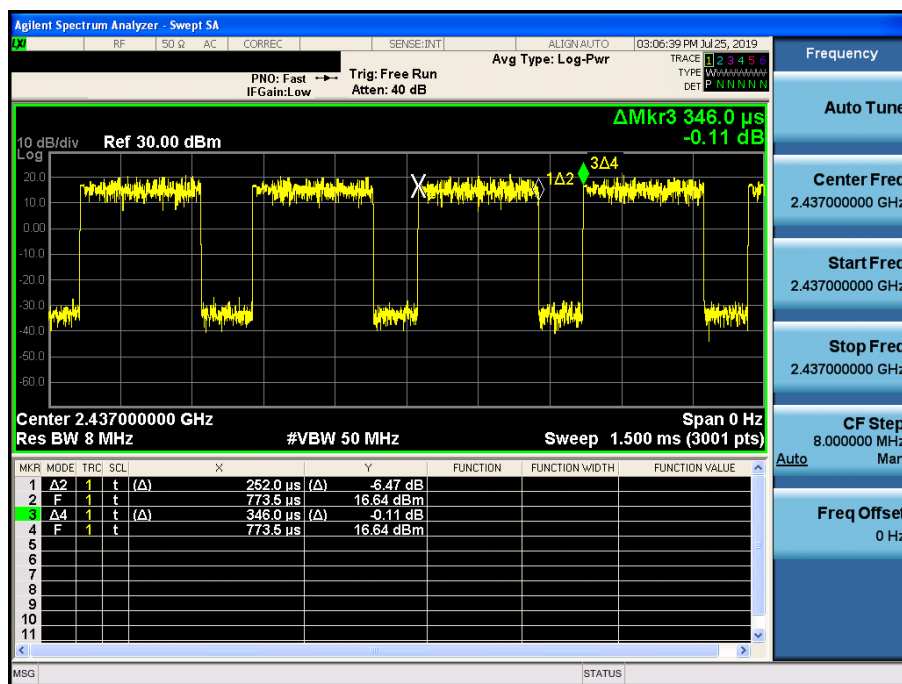 Agilent Spectrum Analyzer - Swept SA
LXI RF 50 Ω AC CORREC SENSE:INT ALIGN AUTO 03:06:39 PM Jul 25, 2019
Frequency
Avg Type: Log-Pwr
TRACE 1 2 3 4 5 6
PNO: Fast Trig: Free Run
TYPE WWWWWW
IFGain:Low Atten: 40 dB
DET P N N N N N
Auto Tune
ΔMkr3 346.0 µs
-0.11 dB
10 dB/div Ref 30.00 dBm
Log
20.0
10.0
0.00
-10.0
-20.0
-30.0
-40.0
-50.0
-60.0
X
1Δ2
3Δ4
Center Freq
2.437000000 GHz
Start Freq
2.437000000 GHz
Stop Freq
2.437000000 GHz
Center 2.437000000 GHz Span 0 Hz
Res BW 8 MHz #VBW 50 MHz Sweep 1.500 ms (3001 pts)
CF Step
8.000000 MHz
Auto Man
MKR MODE TRC SCL X Y FUNCTION FUNCTION WIDTH FUNCTION VALUE
1 Δ2 1 t (Δ) 252.0 µs (Δ) -6.47 dB
2 F 1 t 773.5 µs 16.64 dBm
3 Δ4 1 t (Δ) 346.0 µs (Δ) -0.11 dB
4 F 1 t 773.5 µs 16.64 dBm
5
6
7
8
9
10
11
Freq Offset
0 Hz
MSG STATUS